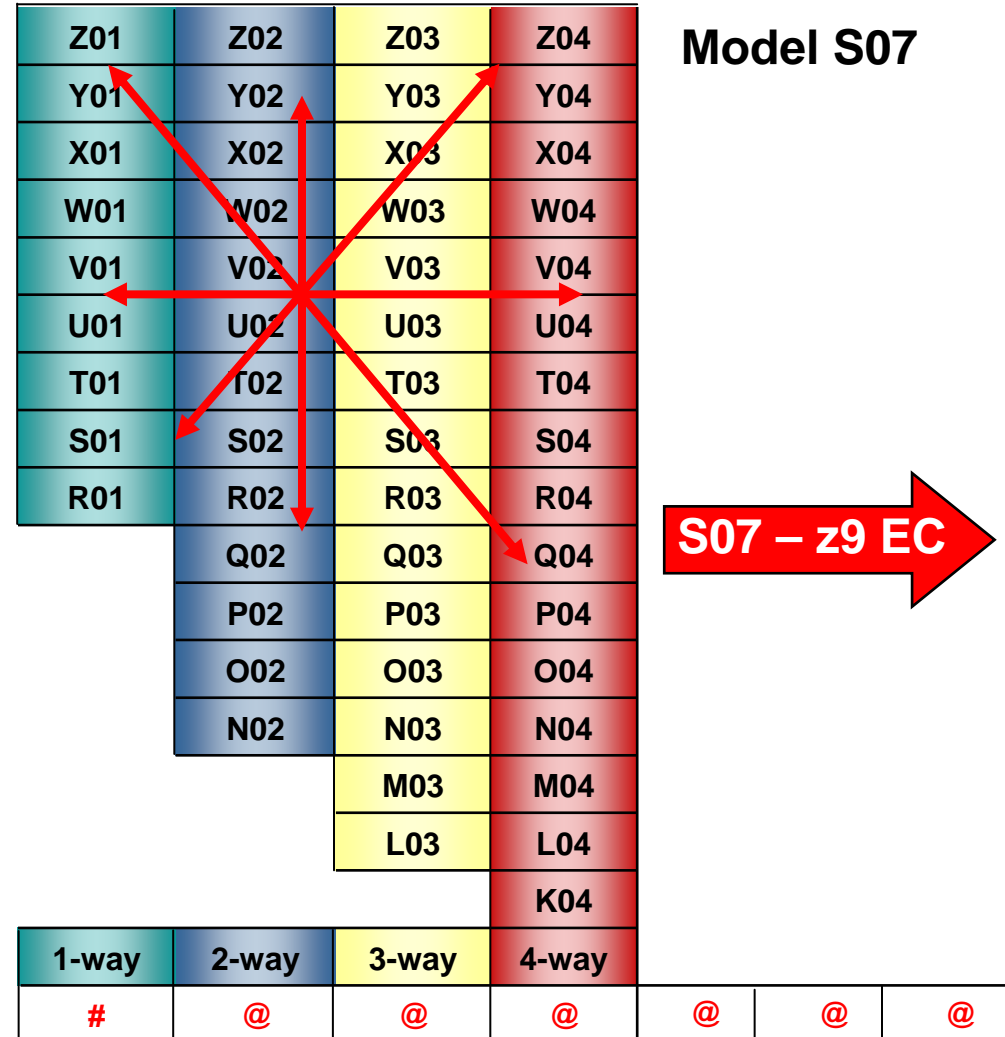 Z01 Z02 Z03 Z04 Model S07
Y01 Y02 Y03 Y04
X01 X02 X03 X04
W01 W02 W03 W04
V01 V02 V03 V04
U01 U02 U03 U04
T01 T02 T03 T04
S01 S02 S03 S04
R01 R02 R03 R04
S07 – z9 EC
Q02 Q03 Q04
P02 P03 P04
O02 O03 O04
N02 N03 N04
M03 M04
L03 L04
K04
1-way 2-way 3-way 4-way
# @ @ @ @ @ @